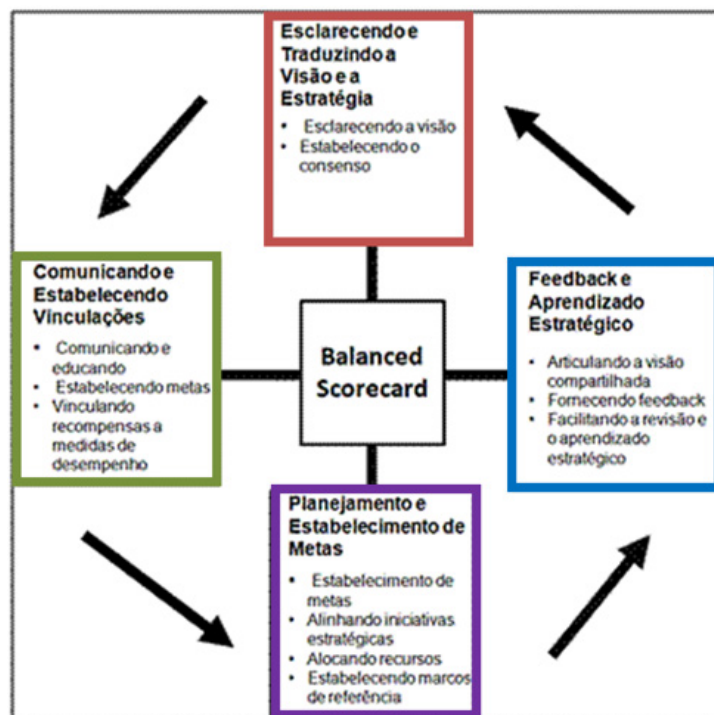 Esclarecendo e
Traduzindo a
Visão e a
Estratégia
• Esclarecendo a visão
• Estabelecendo o
consenso
Comunicando e
Estabelecendo
Vinculações
• Comunicando e
educando
• Estabelecendo metas
• Vinculando
recompensas a
medidas de
desempenho
Balanced
Scorecard
Feedback e
Aprendizado
Estratégico
• Articulando a visão
compartilhada
• Fornecendo feedback
• Facilitando a revisão e
o aprendizado
estratégico
Planejamento e
Estabelecimento de
Metas
• Estabelecimento de
metas
• Alinhando iniciativas
estratégicas
• Alocando recursos
• Estabelecendo marcos
de referência